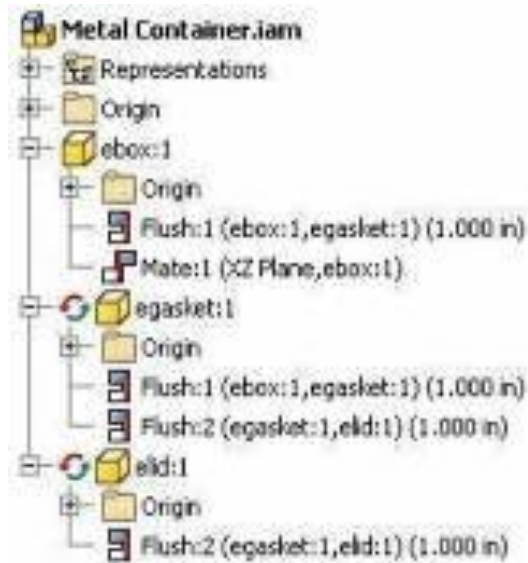 Metal Container.iam
Representations
Origin
ebox:1
Origin
Flush:1 (ebox:1,egasket:1) (1.000 in)
Mate:1 (XZ Plane,ebox:1)
egasket:1
Origin
Flush:1 (ebox:1,egasket:1) (1.000 in)
Flush:2 (egasket:1,elid:1) (1.000 in)
elid:1
Origin
Flush:2 (egasket:1,elid:1) (1.000 in)